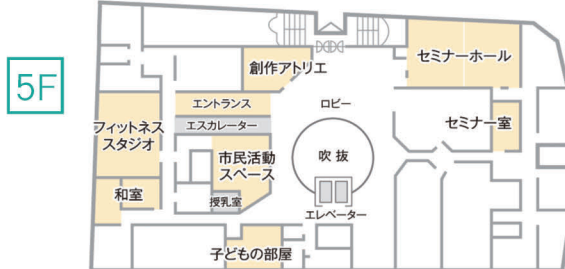 5F
創作アトリエ
セミナーホール
エントランス
ロビー
エスカレーター
フィットネス
スタジオ
セミナー室
市民活動
スペース
吹 抜
和室
授乳室
エレベーター
子どもの部屋